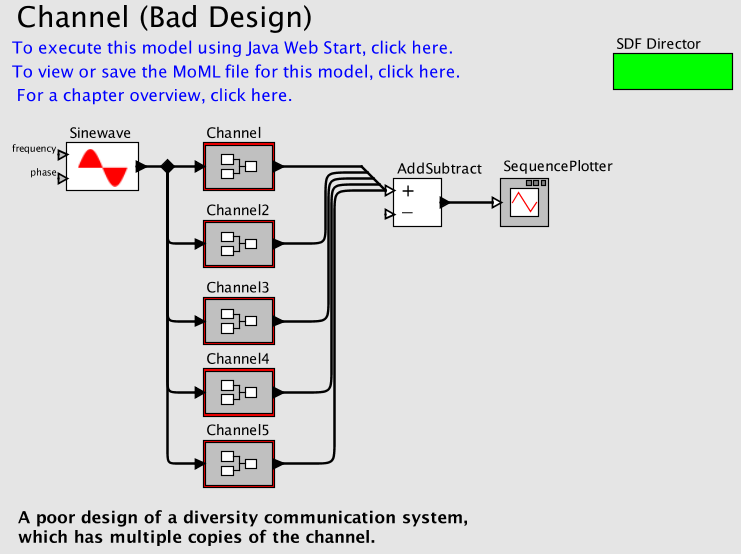 Channel (Bad Design)
To execute this model using Java Web Start, click here.
To view or save the MoML file for this model, click here.
For a chapter overview, click here.
SDF Director
Sinewave
frequency
phase
Channel
AddSubtract
+
−
SequencePlotter
Channel2
Channel3
Channel4
Channel5
A poor design of a diversity communication system,
which has multiple copies of the channel.